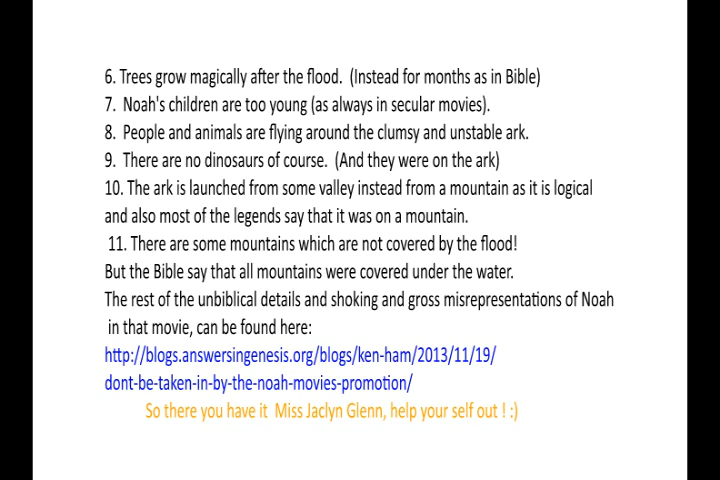 6. Trees grow magically after the flood.  (Instead for months as in Bible)
7.  Noah's children are too young (as always in secular movies).
8.  People and animals are flying around the clumsy and unstable ark.
9.  There are no dinosaurs of course.  (And they were on the ark)
10. The ark is launched from some valley instead from a mountain as it is logical
and also most of the legends say that it was on a mountain.
11. There are some mountains which are not covered by the flood!
But the Bible say that all mountains were covered under the water.
The rest of the unbiblical details and shoking and gross misrepresentations of Noah
in that movie, can be found here:
http://blogs.answersingenesis.org/blogs/ken-ham/2013/11/19/
dont-be-taken-in-by-the-noah-movies-promotion/
So there you have it  Miss Jaclyn Glenn, help your self out ! :)